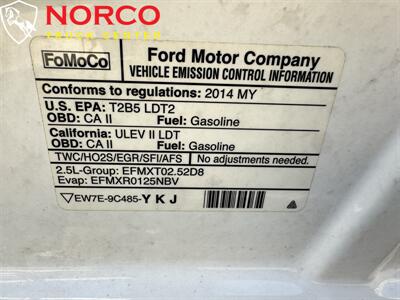 NORCO
TRUCK CENTER
FoMoCo
Ford Motor Company
VEHICLE EMISSION CONTROL INFORMATION
Conforms to regulations: 2014 MY
U.S. EPA: T2B5 LDT2
OBD: CA II Fuel: Gasoline
California: ULEV II LDT
OBD: CA II Fuel: Gasoline
TWC/HO2S/EGR/SFI/AFS No adjustments needed.
2.5L-Group: EFMXT02.52D8
Evap: EFMXR0125NBV
EW7E-9C485-Y K J